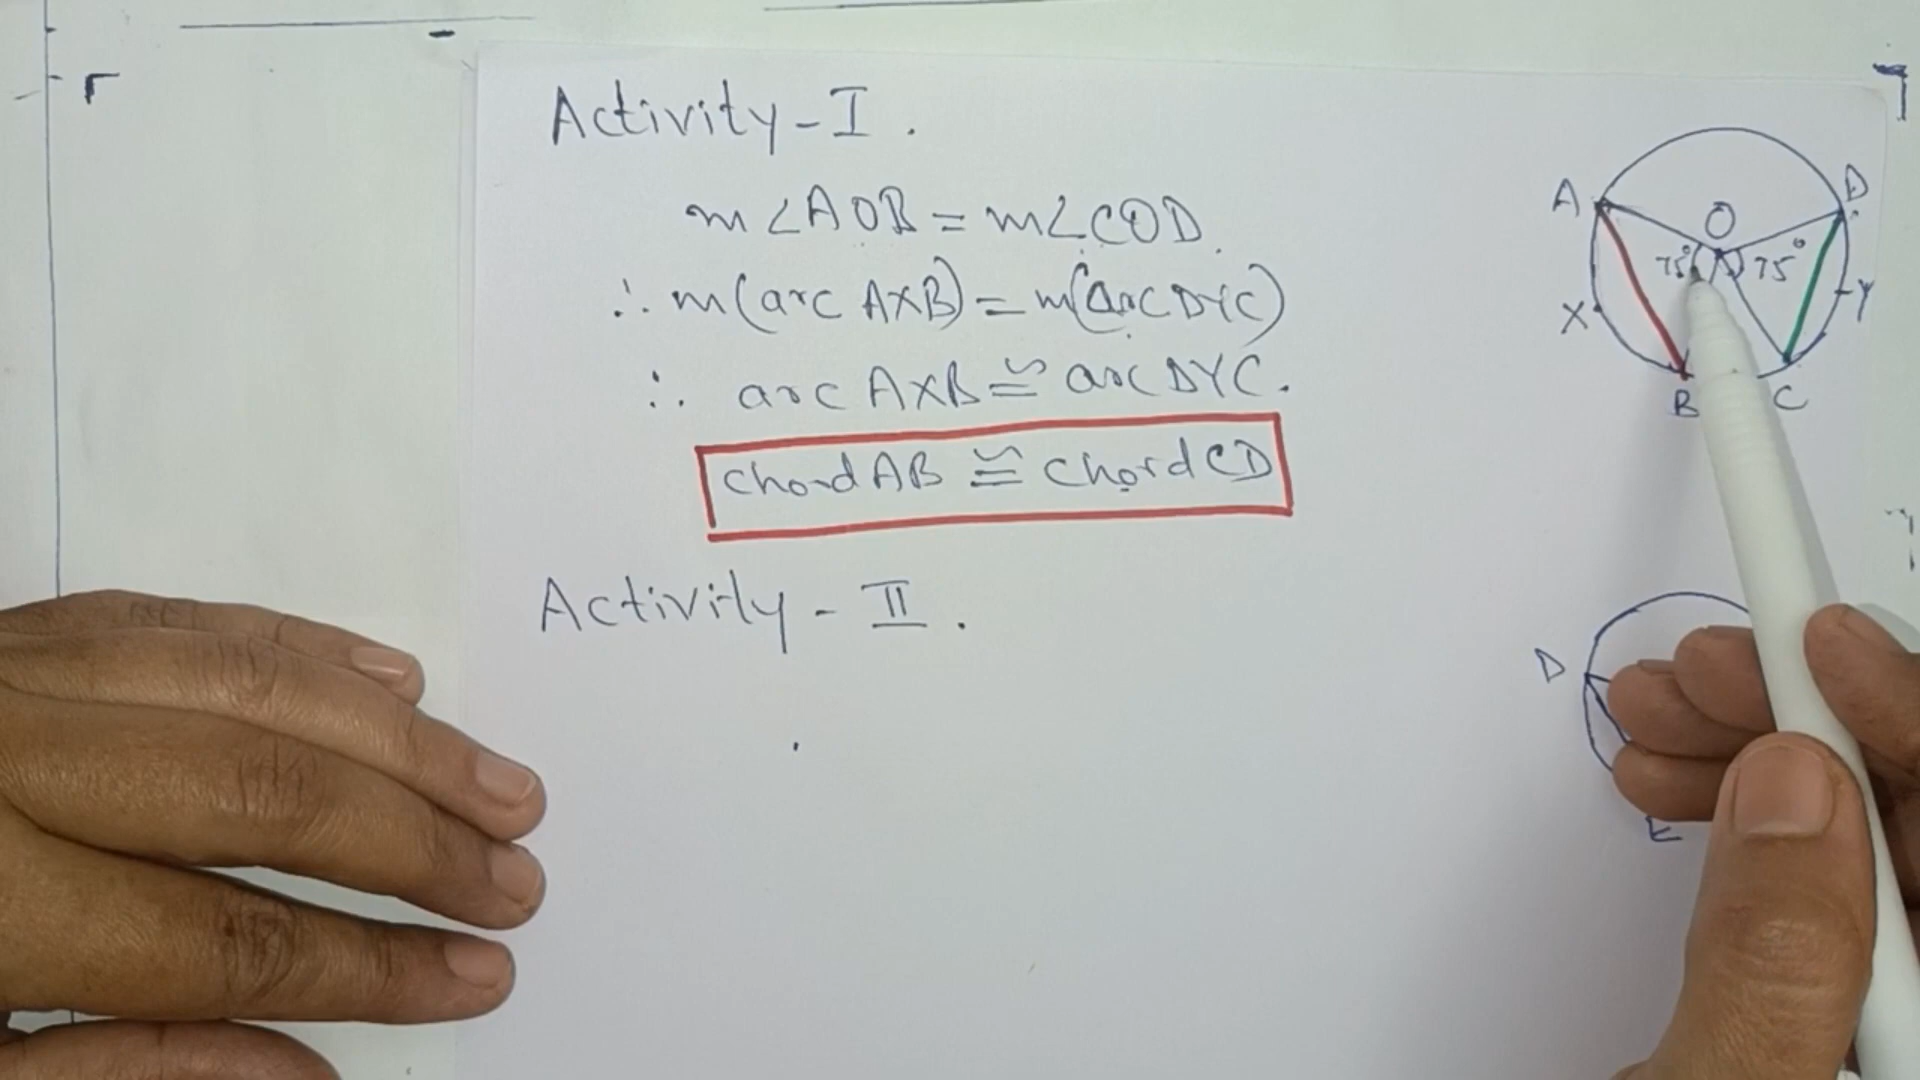 Activity - I .
m∠AOB = m∠COD.
∴ m(arc AXB) = m(arc DYC)
∴ arc AXB ≅ arc DYC.
chord AB ≅ chord CD
Activity - II .
A
D
O
75°
75°
X
Y
B
C
D
E